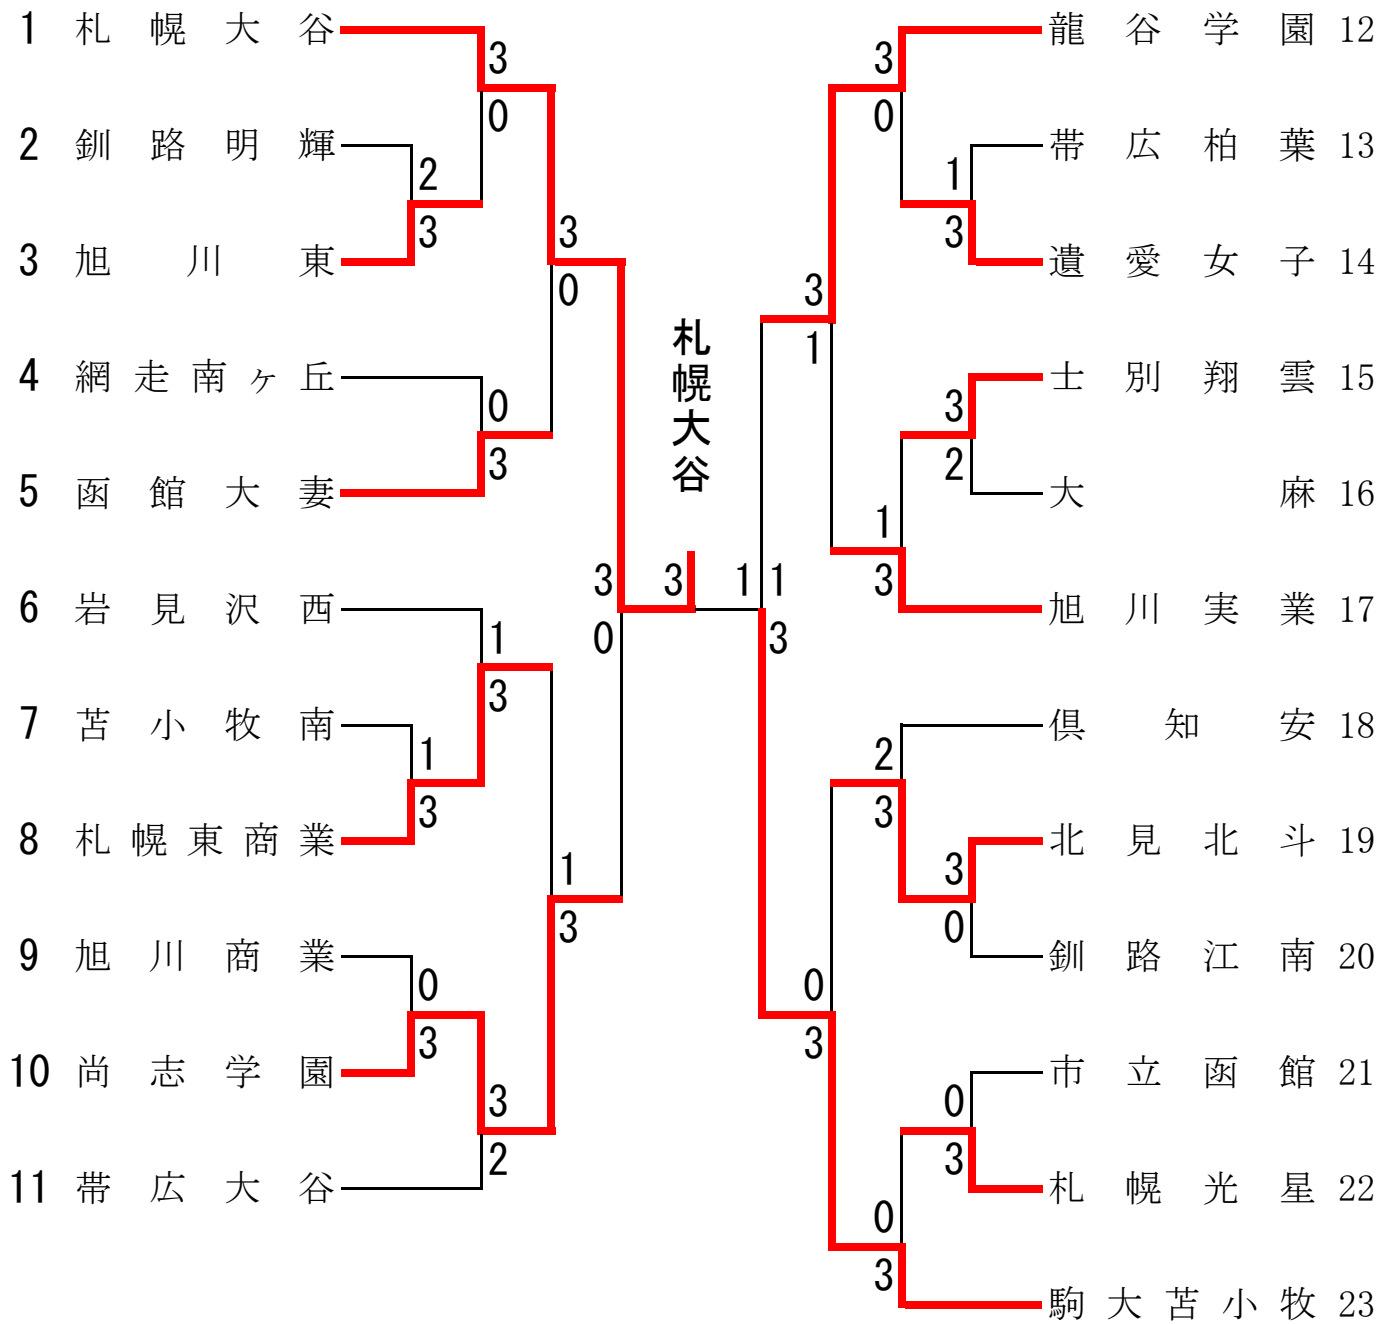 1 札幌大谷
2 釧路明輝
3 旭川東
4 網走南ヶ丘
5 函館大妻
6 岩見沢西
7 苫小牧南
8 札幌東商業
9 旭川商業
10 尚志学園
11 帯広大谷
3
0
2
3
3
0
0
3
3
0
1
3
1
3
1
3
0
3
3
2
札幌大谷
3
1
1
3
3
0
1
3
3
1
3
2
1
3
2
3
3
0
0
3
0
3
0
3
龍谷学園 12
帯広柏葉 13
遺愛女子 14
士別翔雲 15
大麻 16
旭川実業 17
倶知安 18
北見北斗 19
釧路江南 20
市立函館 21
札幌光星 22
駒大苫小牧 23